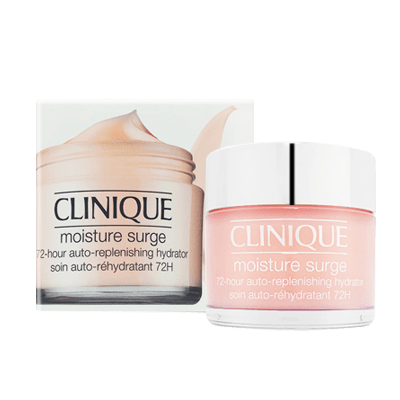 CLINIQUE
moisture surge
72-hour auto-replenishing hydrator
soin auto-réhydratant 72H
CLINIQUE
moisture surge
72-hour auto-replenishing hydrator
soin auto-réhydratant 72H